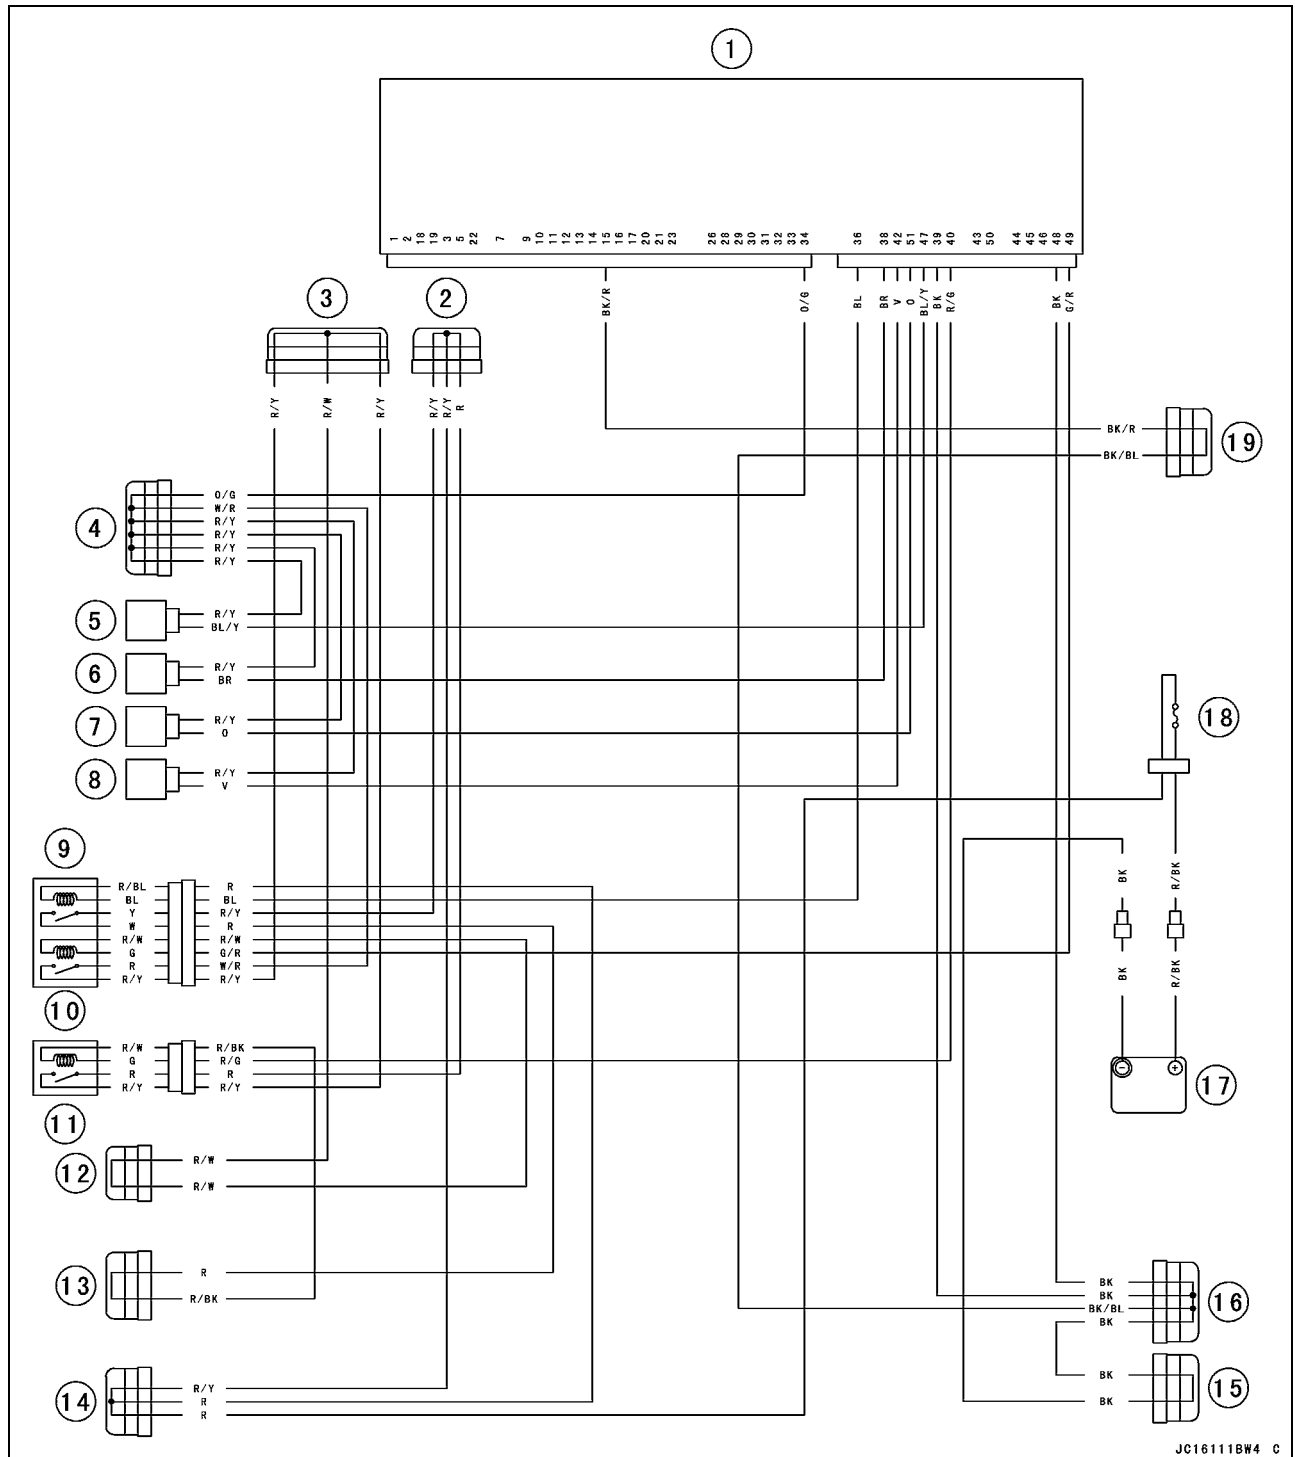 1
1 2 18 19 3 5 22 7 9 10 11 12 13 14 15 16 17 20 21 23 26 28 29 30 31 32 33 34 36 38 42 51 47 39 40 43 50 44 45 46 48 49
BK/R O/G BL BR V O BL/Y BK R/G BK G/R
3 2
R/Y R/W R/Y R/Y R/Y R
BK/R
BK/BL
19
4
O/G
W/R
R/Y
R/Y
R/Y
R/Y
5
R/Y
BL/Y
6
R/Y
BR
7
R/Y
O
8
R/Y
V
18
9
R/BL R
BL BL
Y R/Y
W R
R/W R/W
G G/R
R W/R
R/Y R/Y
10
BK R/BK
BK R/BK
R/W R/BK
G R/G
R R
R/Y R/Y
11
- +
17
12
R/W
R/W
13
R
R/BK
BK
BK
BK/BL
BK
16
14
R/Y
R
R
BK
BK
15
JC16111BW4 C